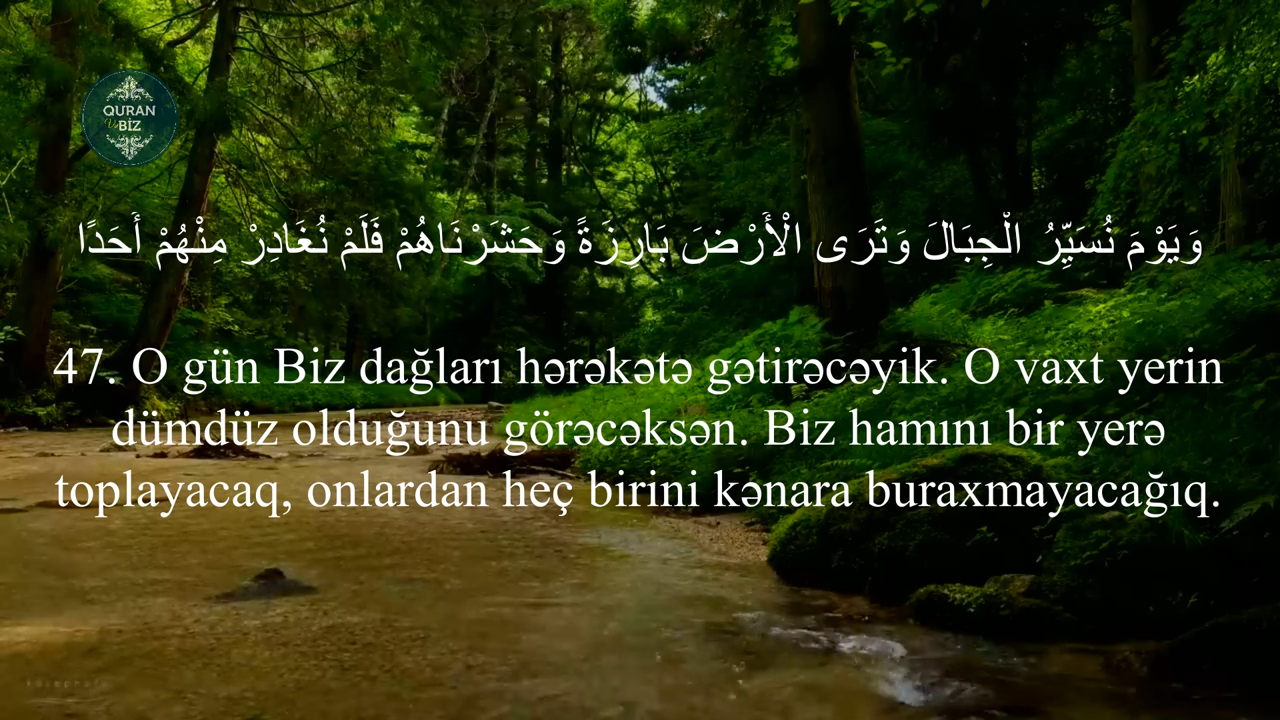 QURAN
Və BİZ
وَيَوْمَ نُسَيِّرُ الْجِبَالَ وَتَرَى الْأَرْضَ بَارِزَةً وَحَشَرْنَاهُمْ فَلَمْ نُغَادِرْ مِنْهُمْ أَحَدًا
47. O gün Biz dağları hərəkətə gətirəcəyik. O vaxt yerin
dümdüz olduğunu görəcəksən. Biz hamını bir yerə
toplayacaq, onlardan heç birini kənara buraxmayacağıq.